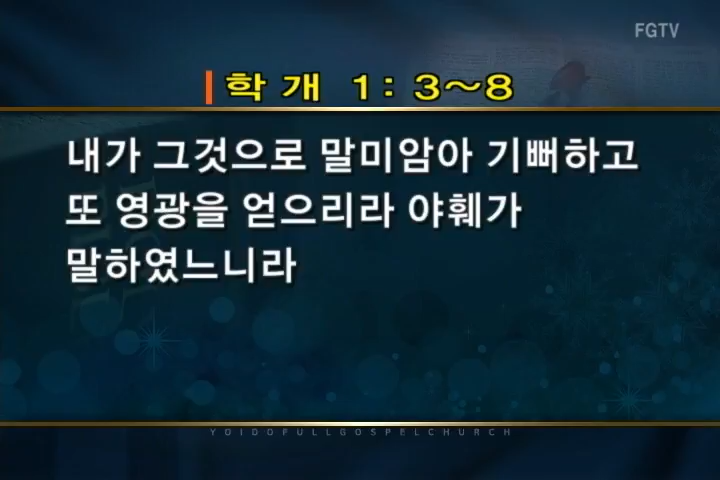 FGTV
학개 1: 3~8
내가 그것으로 말미암아 기뻐하고
또 영광을 얻으리라 야훼가
말하였느니라
YOIDOFULLGOSPELCHURCH